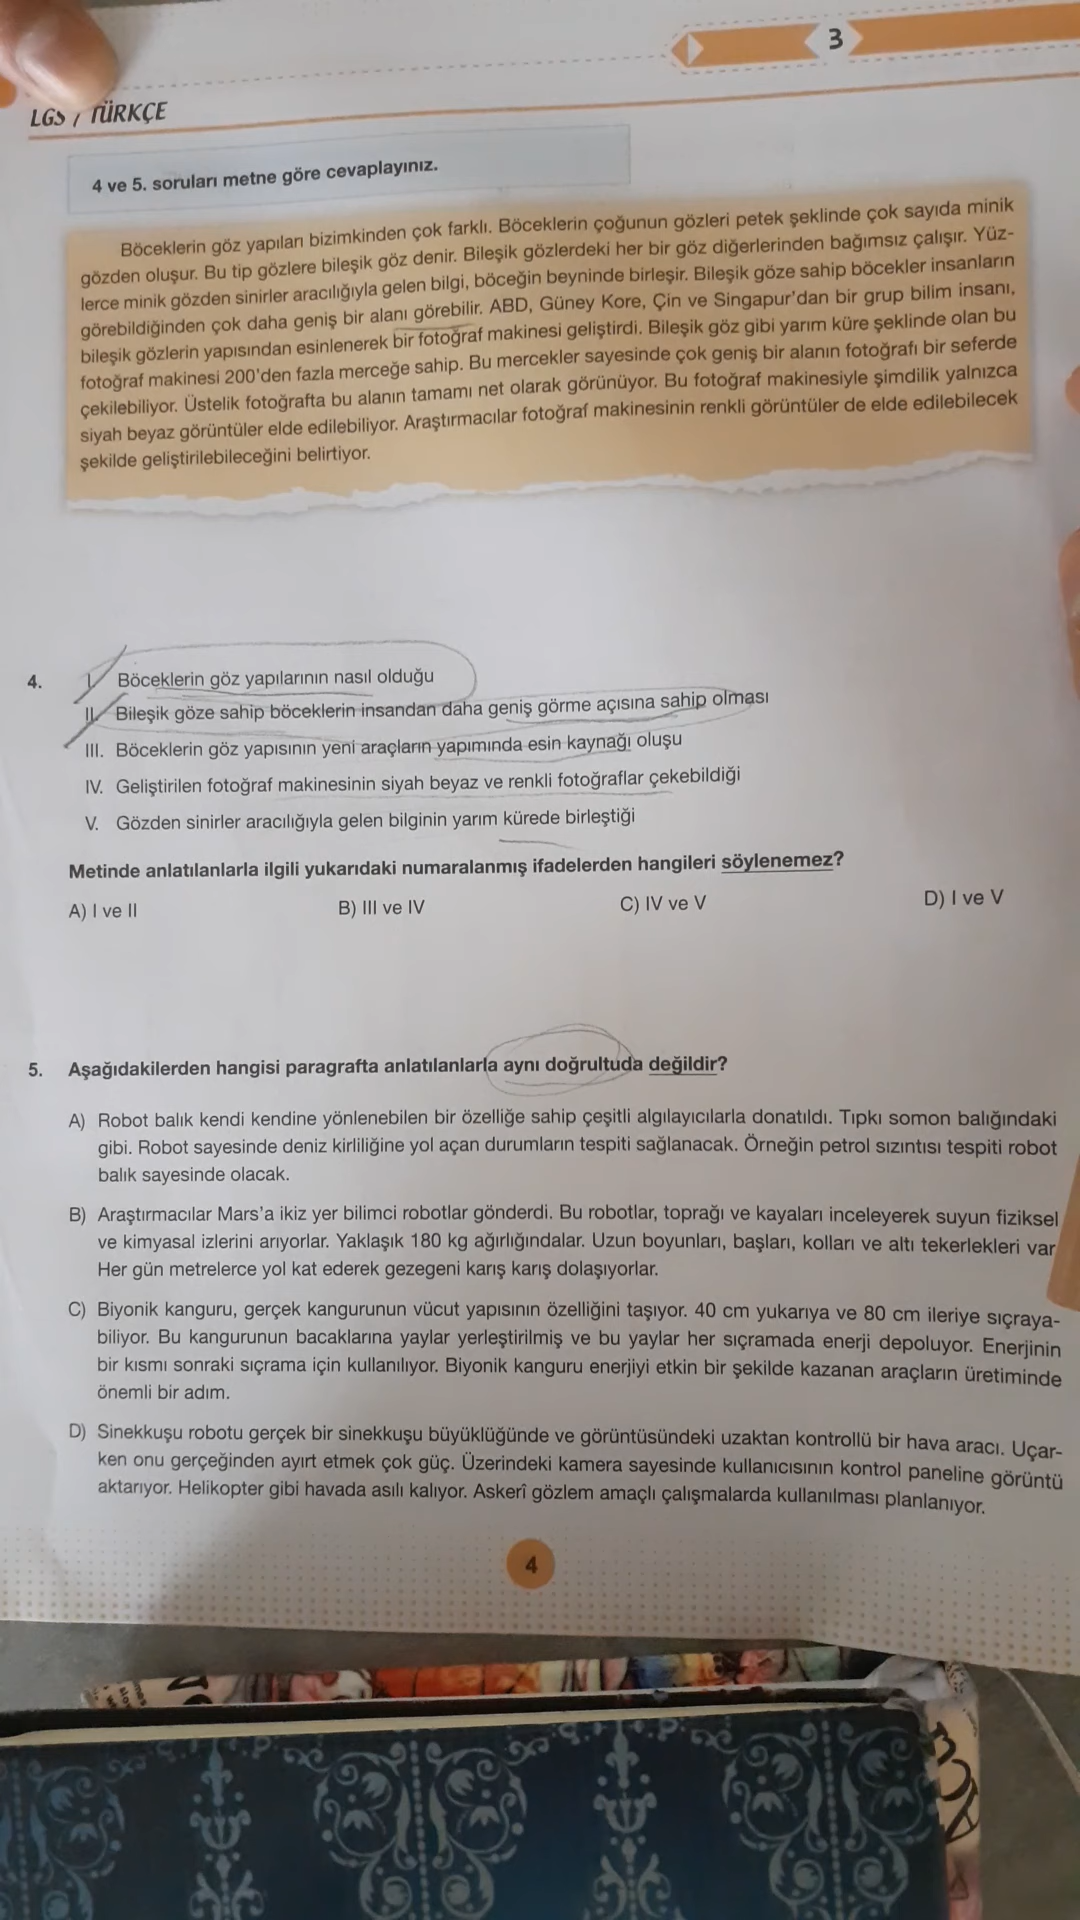 3
LGS / TÜRKÇE
4 ve 5. soruları metne göre cevaplayınız.
Böceklerin göz yapıları bizimkinden çok farklı. Böceklerin çoğunun gözleri petek şeklinde çok sayıda minik
gözden oluşur. Bu tip gözlere bileşik göz denir. Bileşik gözlerdeki her bir göz diğerlerinden bağımsız çalışır. Yüz-
lerce minik gözden sinirler aracılığıyla gelen bilgi, böceğin beyninde birleşir. Bileşik göze sahip böcekler insanların
görebildiğinden çok daha geniş bir alanı görebilir. ABD, Güney Kore, Çin ve Singapur'dan bir grup bilim insanı,
bileşik gözlerin yapısından esinlenerek bir fotoğraf makinesi geliştirdi. Bileşik göz gibi yarım küre şeklinde olan bu
fotoğraf makinesi 200'den fazla merceğe sahip. Bu mercekler sayesinde çok geniş bir alanın fotoğrafı bir seferde
çekilebiliyor. Üstelik fotoğrafta bu alanın tamamı net olarak görünüyor. Bu fotoğraf makinesiyle şimdilik yalnızca
siyah beyaz görüntüler elde edilebiliyor. Araştırmacılar fotoğraf makinesinin renkli görüntüler de elde edilebilecek
şekilde geliştirilebileceğini belirtiyor.
4. I. Böceklerin göz yapılarının nasıl olduğu
II. Bileşik göze sahip böceklerin insandan daha geniş görme açısına sahip olması
III. Böceklerin göz yapısının yeni araçların yapımında esin kaynağı oluşu
IV. Geliştirilen fotoğraf makinesinin siyah beyaz ve renkli fotoğraflar çekebildiği
V. Gözden sinirler aracılığıyla gelen bilginin yarım kürede birleştiği
Metinde anlatılanlarla ilgili yukarıdaki numaralanmış ifadelerden hangileri söylenemez?
A) I ve II B) III ve IV C) IV ve V D) I ve V
5. Aşağıdakilerden hangisi paragrafta anlatılanlarla aynı doğrultuda değildir?
A) Robot balık kendi kendine yönlenebilen bir özelliğe sahip çeşitli algılayıcılarla donatıldı. Tıpkı somon balığındaki
gibi. Robot sayesinde deniz kirliliğine yol açan durumların tespiti sağlanacak. Örneğin petrol sızıntısı tespiti robot
balık sayesinde olacak.
B) Araştırmacılar Mars'a ikiz yer bilimci robotlar gönderdi. Bu robotlar, toprağı ve kayaları inceleyerek suyun fiziksel
ve kimyasal izlerini arıyorlar. Yaklaşık 180 kg ağırlığındalar. Uzun boyunları, başları, kolları ve altı tekerlekleri var
Her gün metrelerce yol kat ederek gezegeni karış karış dolaşıyorlar.
C) Biyonik kanguru, gerçek kangurunun vücut yapısının özelliğini taşıyor. 40 cm yukarıya ve 80 cm ileriye sıçraya-
biliyor. Bu kangurunun bacaklarına yaylar yerleştirilmiş ve bu yaylar her sıçramada enerji depoluyor. Enerjinin
bir kısmı sonraki sıçrama için kullanılıyor. Biyonik kanguru enerjiyi etkin bir şekilde kazanan araçların üretiminde
önemli bir adım.
D) Sinekkuşu robotu gerçek bir sinekkuşu büyüklüğünde ve görüntüsündeki uzaktan kontrollü bir hava aracı. Uçar-
ken onu gerçeğinden ayırt etmek çok güç. Üzerindeki kamera sayesinde kullanıcısının kontrol paneline görüntü
aktarıyor. Helikopter gibi havada asılı kalıyor. Askerî gözlem amaçlı çalışmalarda kullanılması planlanıyor.
4